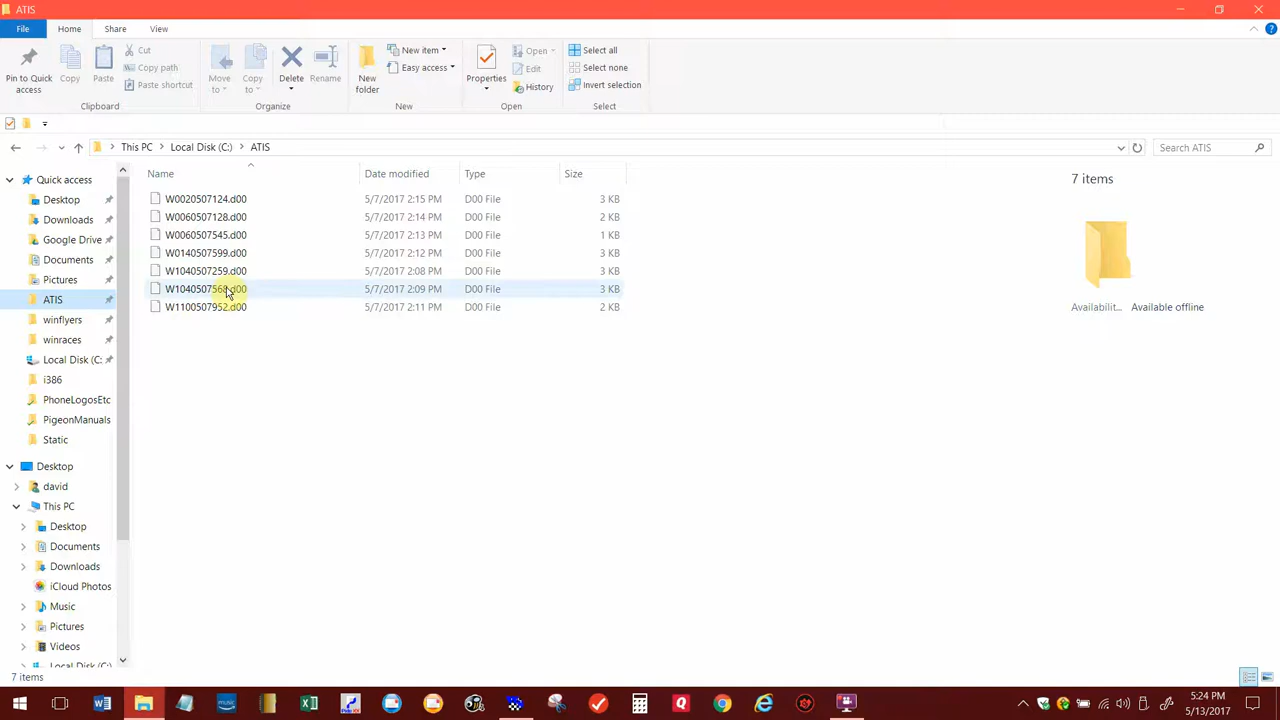 ATIS
File Home Share View
Pin to Quick access
Copy
Paste
Cut
Copy path
Paste shortcut
Clipboard
Move to
Copy to
Delete
Rename
Organize
New folder
New item
Easy access
New
Properties
Open
Edit
History
Open
Select all
Select none
Invert selection
Select
This PC > Local Disk (C:) > ATIS
Search ATIS
Quick access
Desktop
Downloads
Google Drive
Documents
Pictures
ATIS
winflyers
winraces
Local Disk (C:
i386
PhoneLogosEtc
PigeonManuals
Static
Desktop
david
This PC
Desktop
Documents
Downloads
iCloud Photos
Music
Pictures
Videos
Local Disk (C:)
Name Date modified Type Size
W0020507124.d00 5/7/2017 2:15 PM D00 File 3 KB
W0060507128.d00 5/7/2017 2:14 PM D00 File 2 KB
W0060507545.d00 5/7/2017 2:13 PM D00 File 1 KB
W0140507599.d00 5/7/2017 2:12 PM D00 File 3 KB
W1040507259.d00 5/7/2017 2:08 PM D00 File 3 KB
W1040507568.d00 5/7/2017 2:09 PM D00 File 3 KB
W1100507952.d00 5/7/2017 2:11 PM D00 File 2 KB
7 items
Availabilit... Available offline
7 items
5:24 PM
5/13/2017